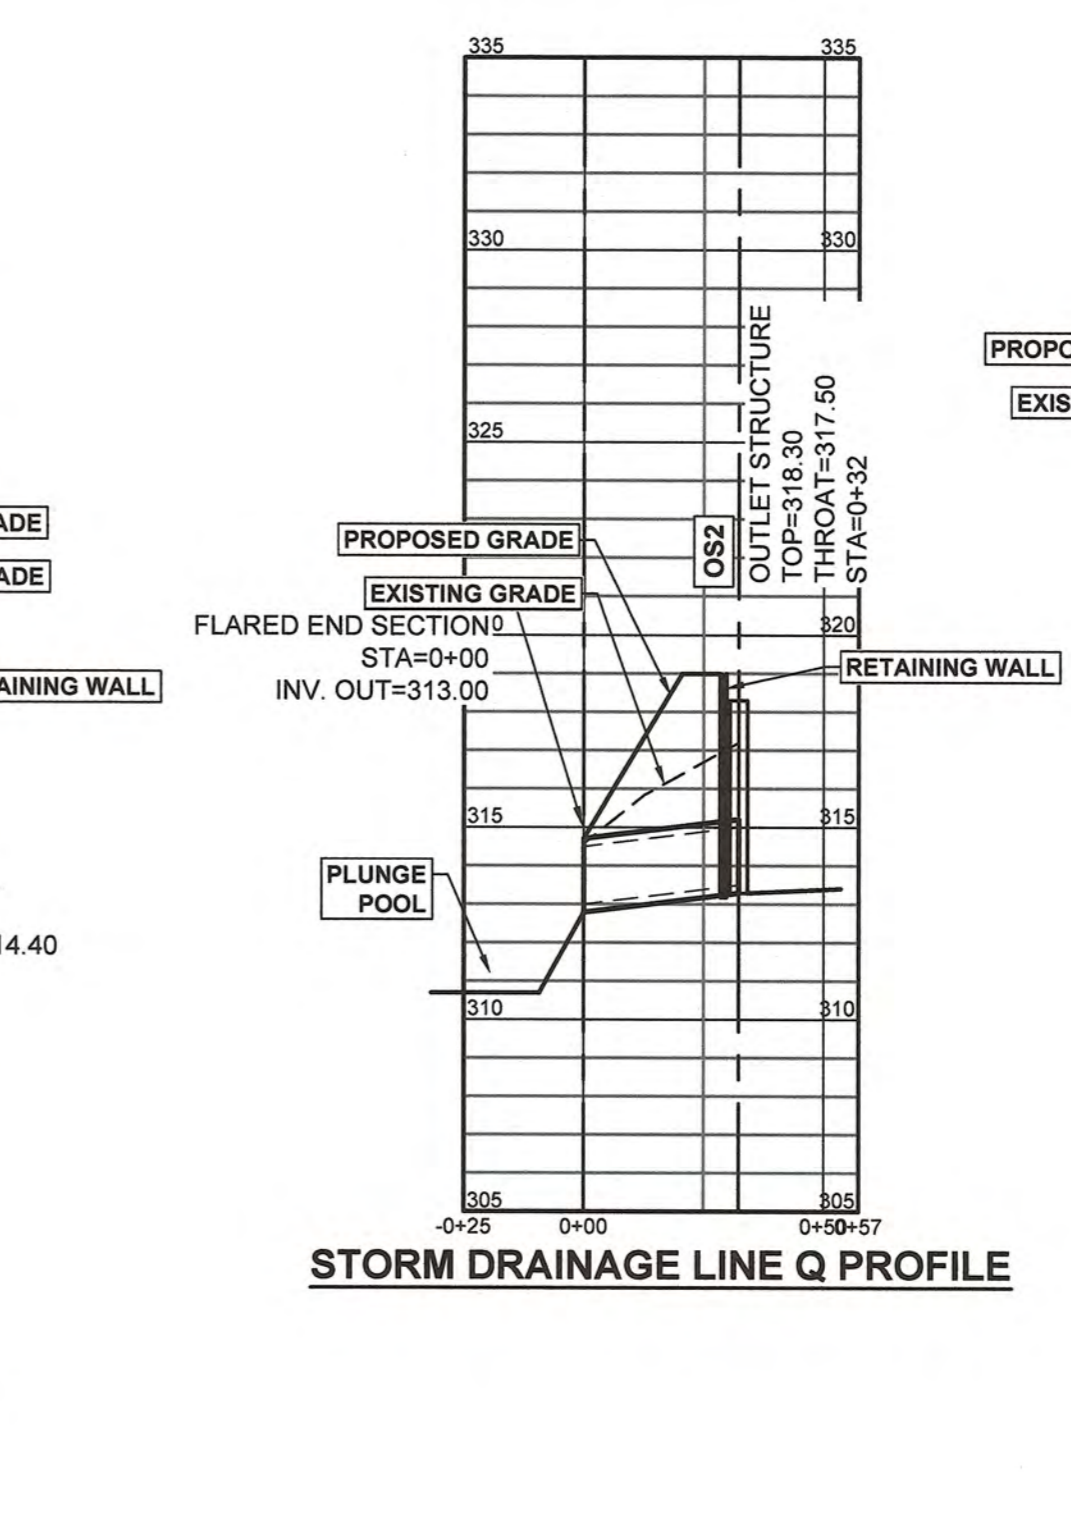 335
335
330
330
OUTLET STRUCTURE
TOP=318.30
THROAT=317.50
STA=0+32
PROPO
EXIS
325
ADE
ADE
PROPOSED GRADE
OS2
EXISTING GRADE
FLARED END SECTION
STA=0+00
INV. OUT=313.00
0
320
RETAINING WALL
AINING WALL
315
315
PLUNGE
POOL
14.40
310
310
305
305
-0+25
0+00
0+50
0+57
STORM DRAINAGE LINE Q PROFILE